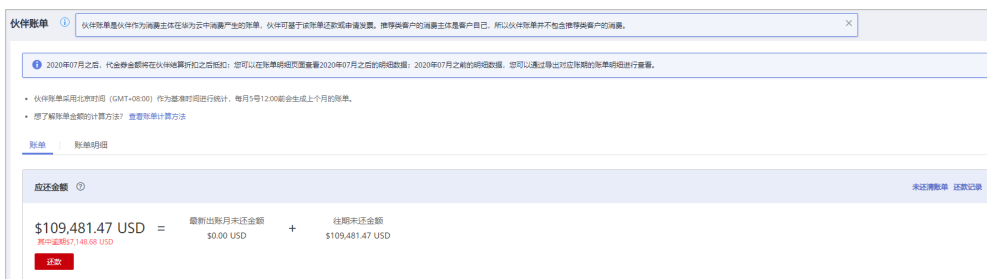 伙伴账单
伙伴账单是伙伴作为消费主体在华为云中消费产生的账单，伙伴可基于该账单还款或申请发票。推荐类客户的消费主体是客户自己，所以伙伴账单并不包含推荐类客户的消费。
2020年07月之后，代金券金额将在伙伴结算折扣之后抵扣；您可以在账单明细页面查看2020年07月之后的明细数据；2020年07月之前的明细数据，您可以通过导出对应账期的账单明细进行查看。
• 伙伴账单采用北京时间（GMT+08:00）作为基准时间进行统计，每月5号12:00前会生成上个月的账单。
• 想了解账单金额的计算方法？ 查看账单计算方法
账单 | 账单明细
应还金额 未还清账单 还款记录
最新出账月未还金额 往期未还金额
$109,481.47 USD = $0.00 USD + $109,481.47 USD
其中逾期$7,148.68 USD
还款